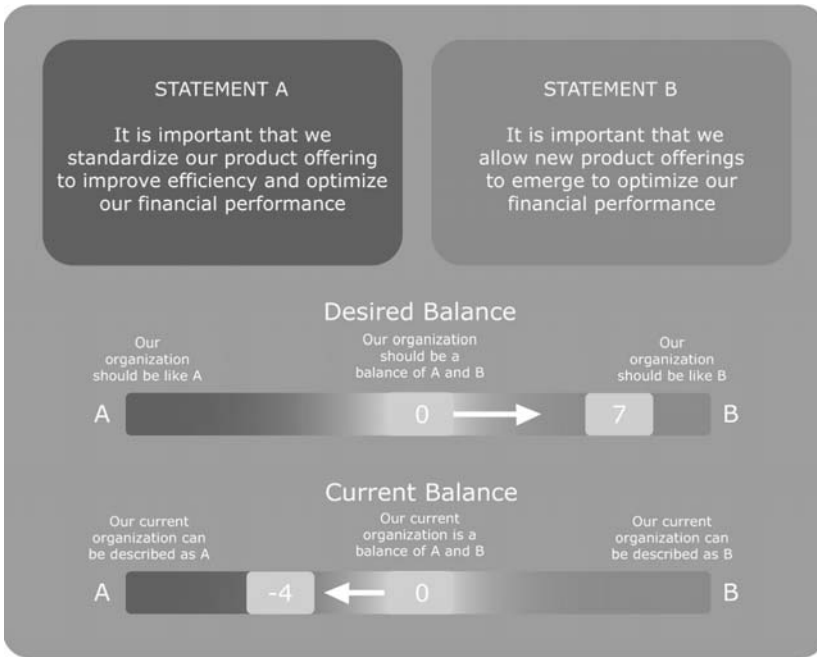 STATEMENT A
It is important that we
standardize our product offering
to improve efficiency and optimize
our financial performance
STATEMENT B
It is important that we
allow new product offerings
to emerge to optimize our
financial performance
Desired Balance
Our
organization
should be like A
Our organization
should be a
balance of A and B
Our
organization
should be like B
A
0
7
B
Current Balance
Our current
organization can
be described as A
Our current
organization is a
balance of A and B
Our current
organization can
be described as B
A
-4
0
B